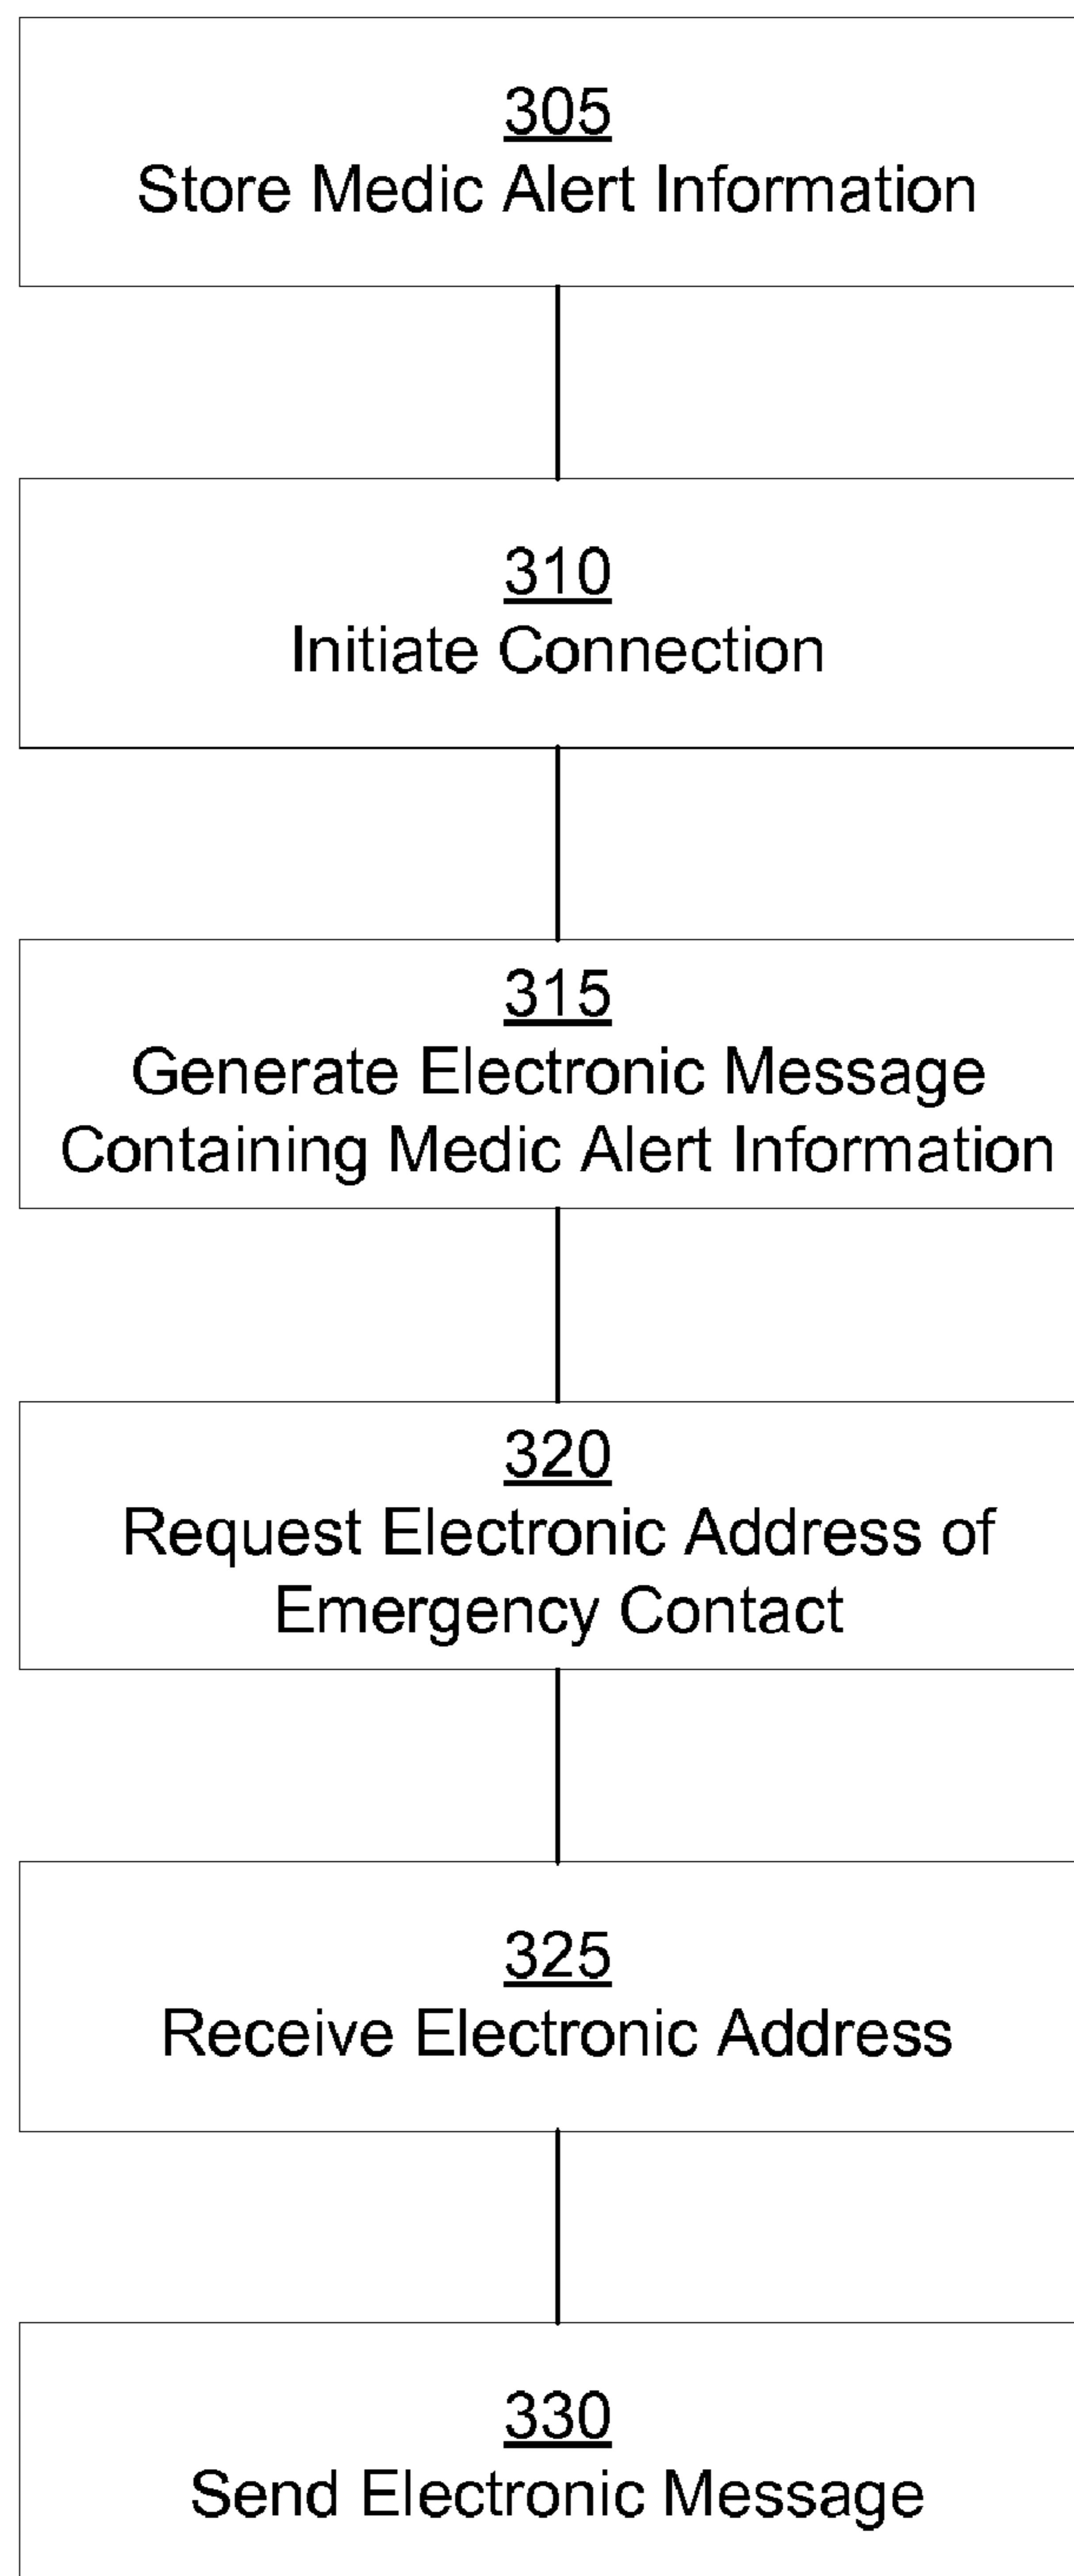 305
Store Medic Alert Information
310
Initiate Connection
315
Generate Electronic Message
Containing Medic Alert Information
320
Request Electronic Address of
Emergency Contact
325
Receive Electronic Address
330
Send Electronic Message